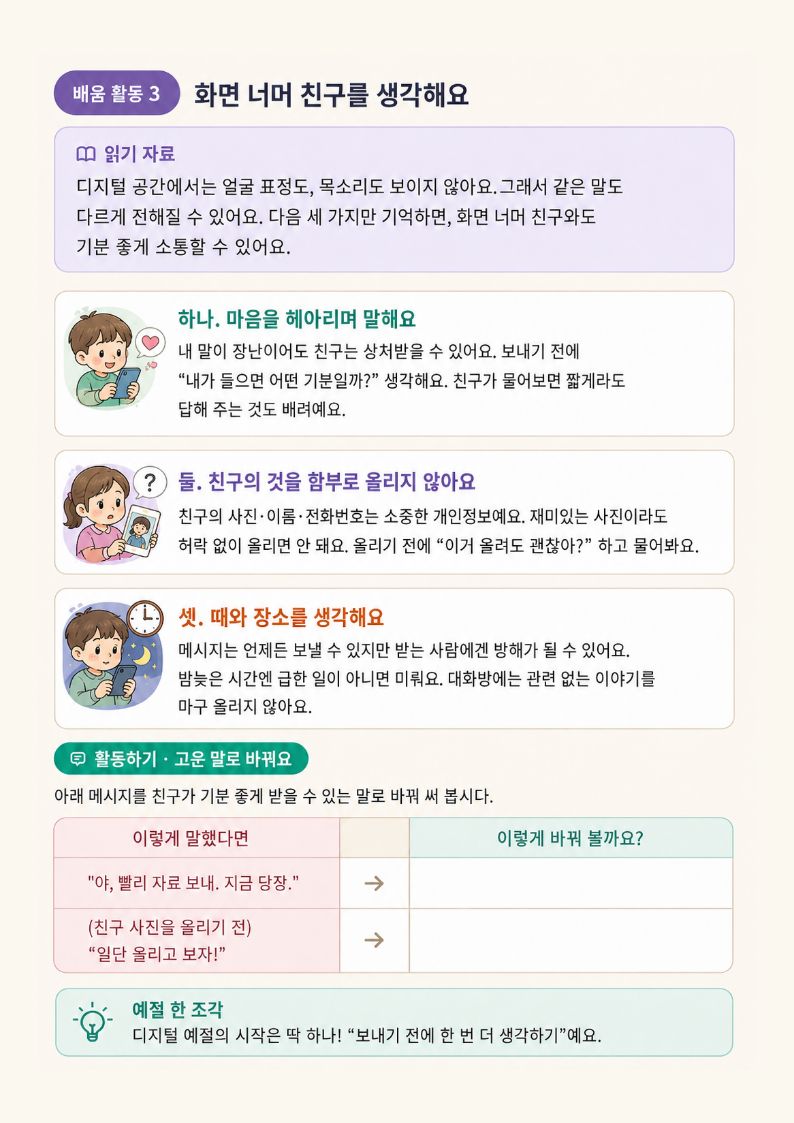 배움 활동 3
화면 너머 친구를 생각해요
읽기 자료
디지털 공간에서는 얼굴 표정도, 목소리도 보이지 않아요.그래서 같은 말도
다르게 전해질 수 있어요. 다음 세 가지만 기억하면, 화면 너머 친구와도
기분 좋게 소통할 수 있어요.
하나. 마음을 헤아리며 말해요
내 말이 장난이어도 친구는 상처받을 수 있어요. 보내기 전에
“내가 들으면 어떤 기분일까?” 생각해요. 친구가 물어보면 짧게라도
답해 주는 것도 배려예요.
?
둘. 친구의 것을 함부로 올리지 않아요
친구의 사진·이름·전화번호는 소중한 개인정보예요. 재미있는 사진이라도
허락 없이 올리면 안 돼요. 올리기 전에 “이거 올려도 괜찮아?” 하고 물어봐요.
셋. 때와 장소를 생각해요
메시지는 언제든 보낼 수 있지만 받는 사람에겐 방해가 될 수 있어요.
밤늦은 시간엔 급한 일이 아니면 미뤄요. 대화방에는 관련 없는 이야기를
마구 올리지 않아요.
활동하기 · 고운 말로 바꿔요
아래 메시지를 친구가 기분 좋게 받을 수 있는 말로 바꿔 써 봅시다.
이렇게 말했다면
이렇게 바꿔 볼까요?
"야, 빨리 자료 보내. 지금 당장."
→
(친구 사진을 올리기 전)
“일단 올리고 보자!”
→
예절 한 조각
디지털 예절의 시작은 딱 하나! “보내기 전에 한 번 더 생각하기”예요.